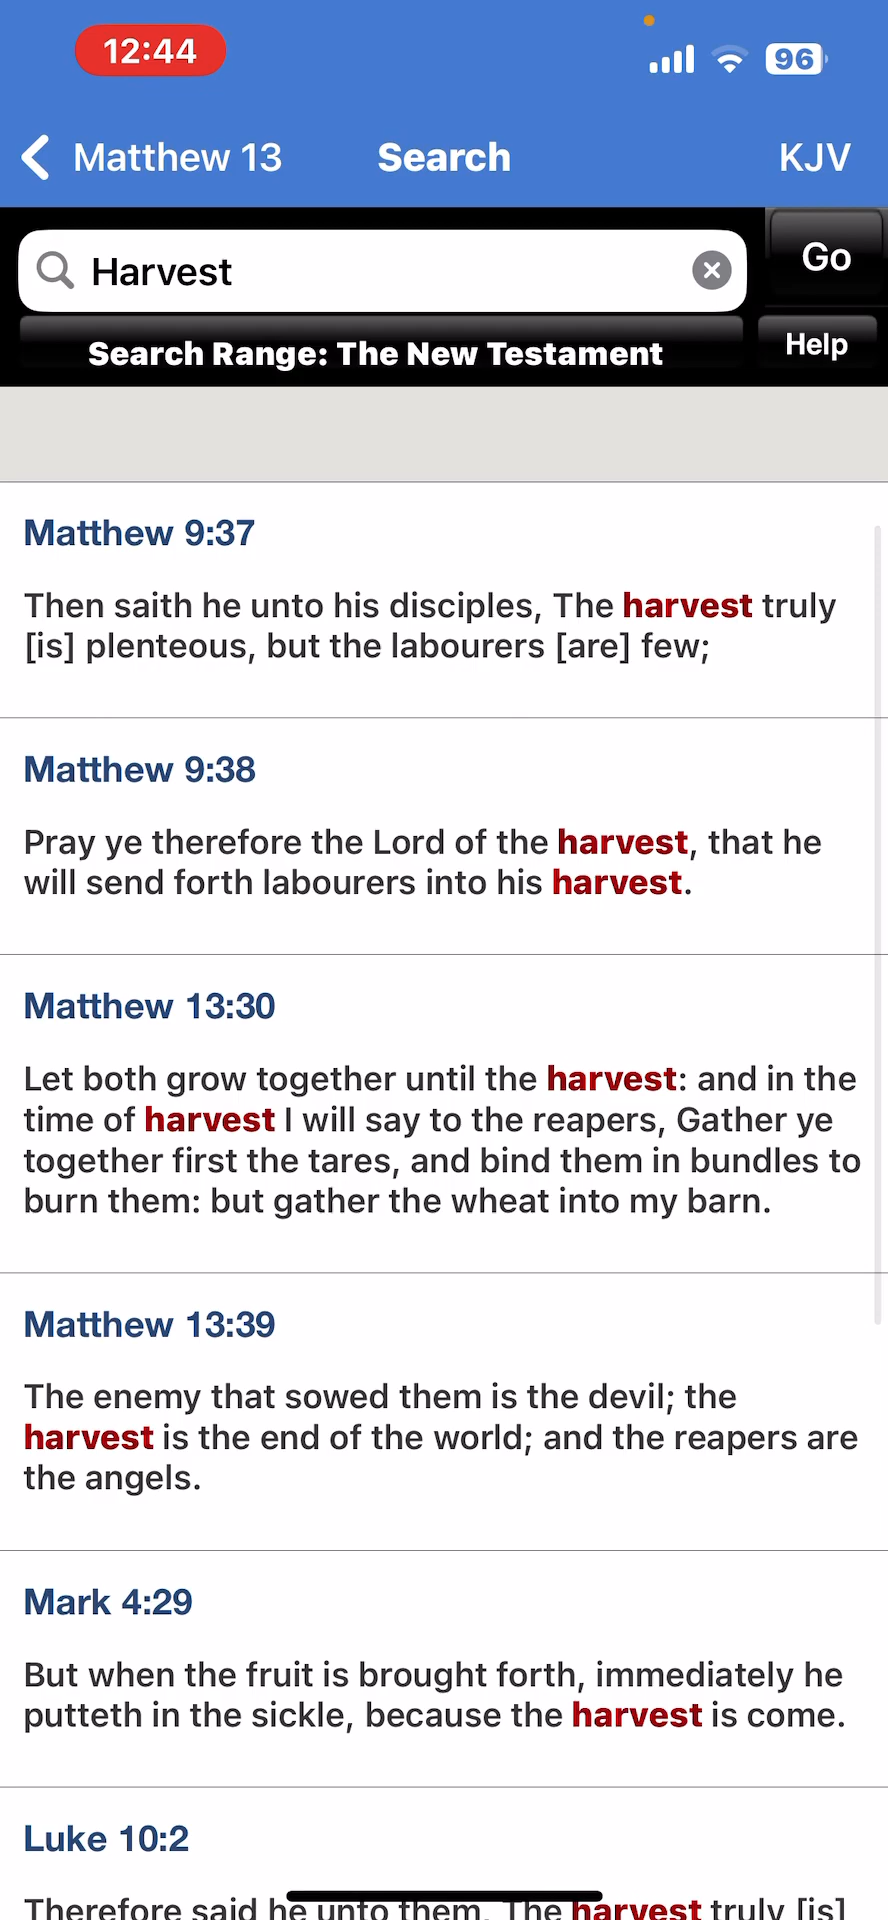 12:44
96
Matthew 13 Search KJV
Harvest
Go
Search Range: The New Testament
Help
Matthew 9:37
Then saith he unto his disciples, The harvest truly
[is] plenteous, but the labourers [are] few;
Matthew 9:38
Pray ye therefore the Lord of the harvest, that he
will send forth labourers into his harvest.
Matthew 13:30
Let both grow together until the harvest: and in the
time of harvest I will say to the reapers, Gather ye
together first the tares, and bind them in bundles to
burn them: but gather the wheat into my barn.
Matthew 13:39
The enemy that sowed them is the devil; the
harvest is the end of the world; and the reapers are
the angels.
Mark 4:29
But when the fruit is brought forth, immediately he
putteth in the sickle, because the harvest is come.
Luke 10:2
Therefore said he unto them, The harvest truly [is]